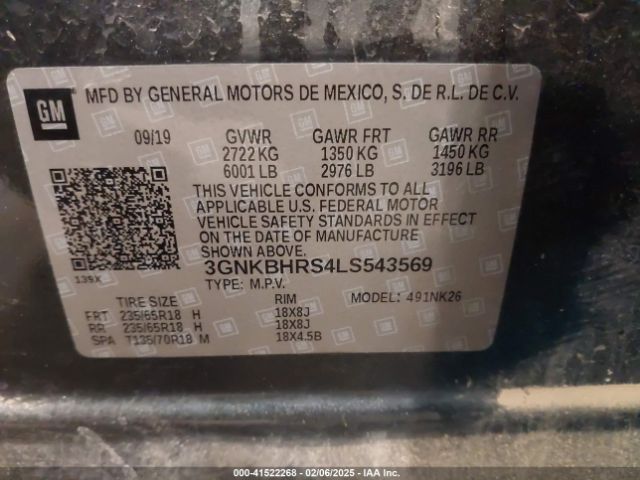 GM
MFD BY GENERAL MOTORS DE MEXICO, S. DE R.L. DE C.V.
09/19 GVWR GAWR FRT GAWR RR
2722 KG 1350 KG 1450 KG
6001 LB 2976 LB 3196 LB
THIS VEHICLE CONFORMS TO ALL
APPLICABLE U.S. FEDERAL MOTOR
VEHICLE SAFETY STANDARDS IN EFFECT
ON THE DATE OF MANUFACTURE
SHOWN ABOVE.
3GNKBHRS4LS543569
139X TYPE: M.P.V.
TIRE SIZE RIM MODEL: 491NK26
FRT 235/65R18 H 18X8J
RR 235/65R18 H 18X8J
SPA T135/70R18 M 18X4.5B
000-41522268 - 02/06/2025 - IAA Inc.